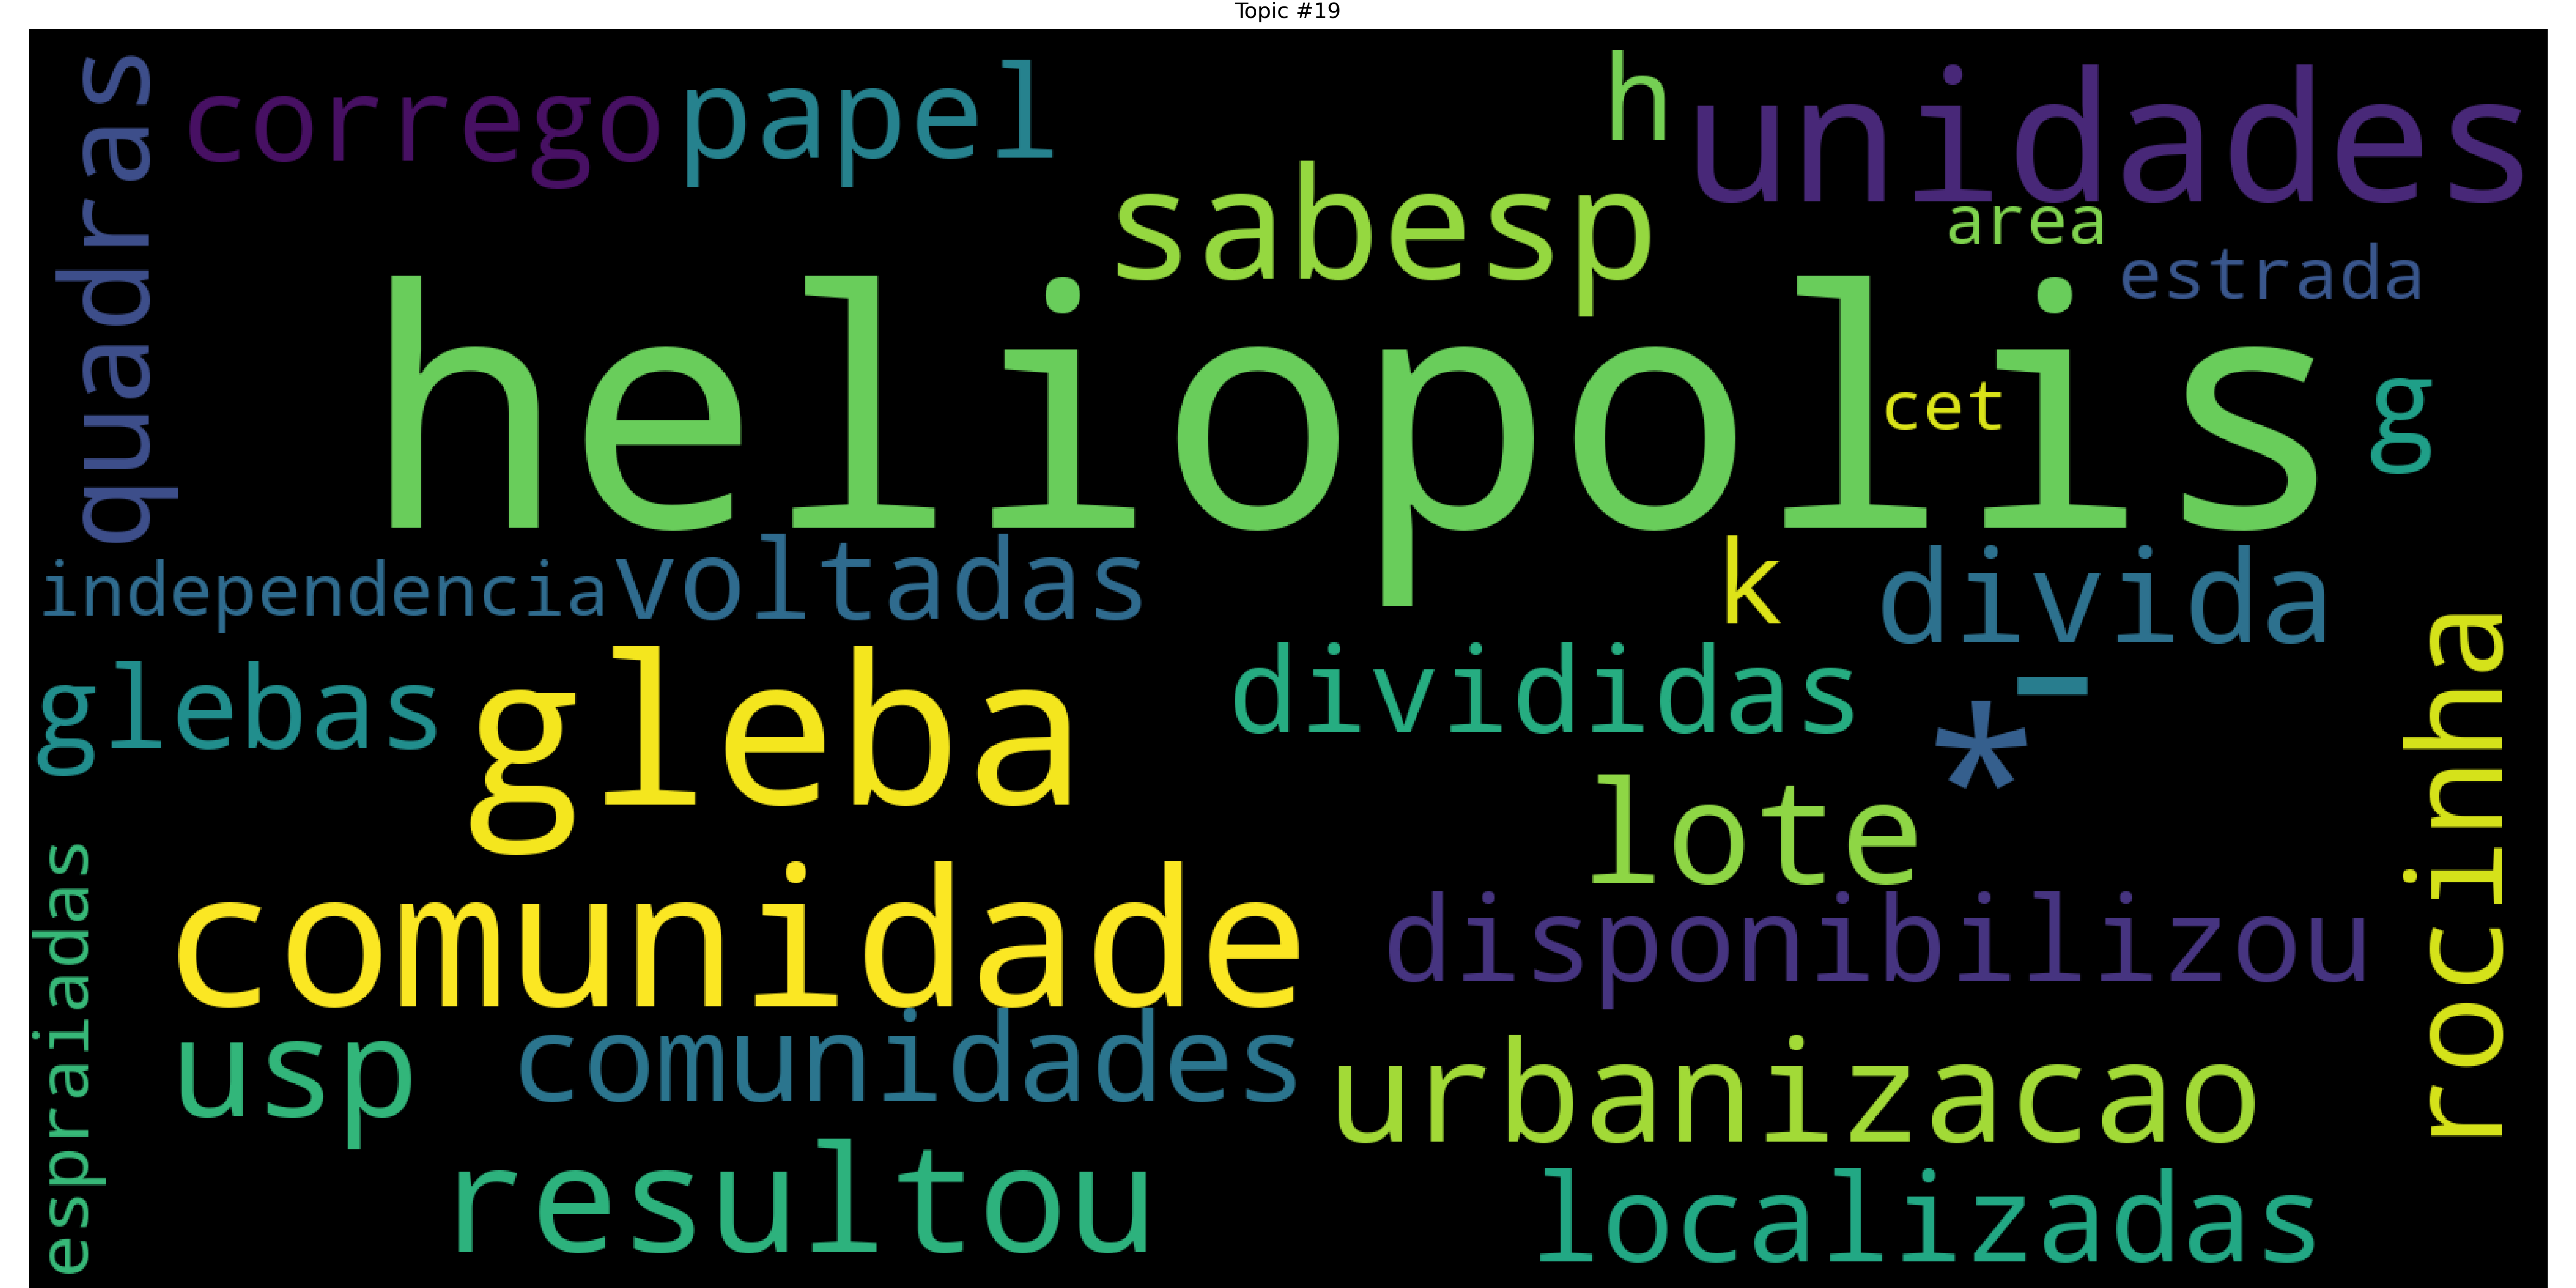 Topic #19
quadras
corrego
papel
h
unidades
sabesp
area
estrada
heliopolis
cet
g
independencia
voltadas
k
divida
glebas
gleba
divididas
-
*
rocinha
lote
espraiadas
comunidade
disponibilizou
usp
comunidades
urbanizacao
resultou
localizadas